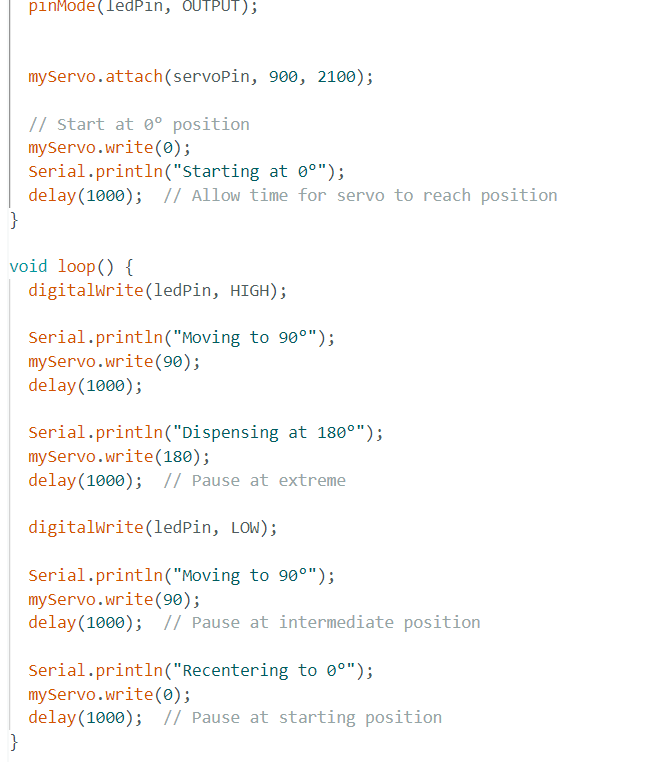 pinMode(ledPin, OUTPUT);
myServo.attach(servoPin, 900, 2100);
// Start at 0° position
myServo.write(0);
Serial.println("Starting at 0°");
delay(1000);  // Allow time for servo to reach position
}
void loop() {
digitalWrite(ledPin, HIGH);
Serial.println("Moving to 90°");
myServo.write(90);
delay(1000);
Serial.println("Dispensing at 180°");
myServo.write(180);
delay(1000);  // Pause at extreme
digitalWrite(ledPin, LOW);
Serial.println("Moving to 90°");
myServo.write(90);
delay(1000);  // Pause at intermediate position
Serial.println("Recentering to 0°");
myServo.write(0);
delay(1000);  // Pause at starting position
}